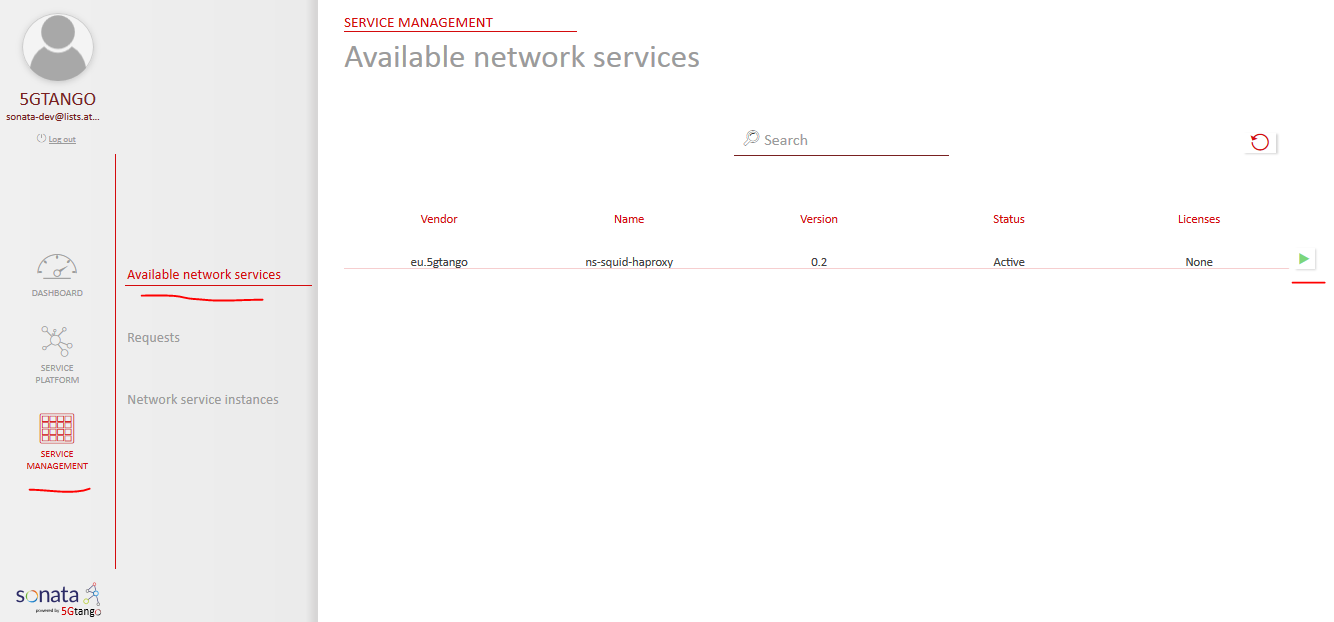 5GTANGO
sonata-dev@lists.at...
Log out
DASHBOARD
SERVICE
PLATFORM
SERVICE
MANAGEMENT
sonata
powered by 5Gtango
Available network services
Requests
Network service instances
SERVICE MANAGEMENT
Available network services
Search
Vendor Name Version Status Licenses
eu.5gtango ns-squid-haproxy 0.2 Active None